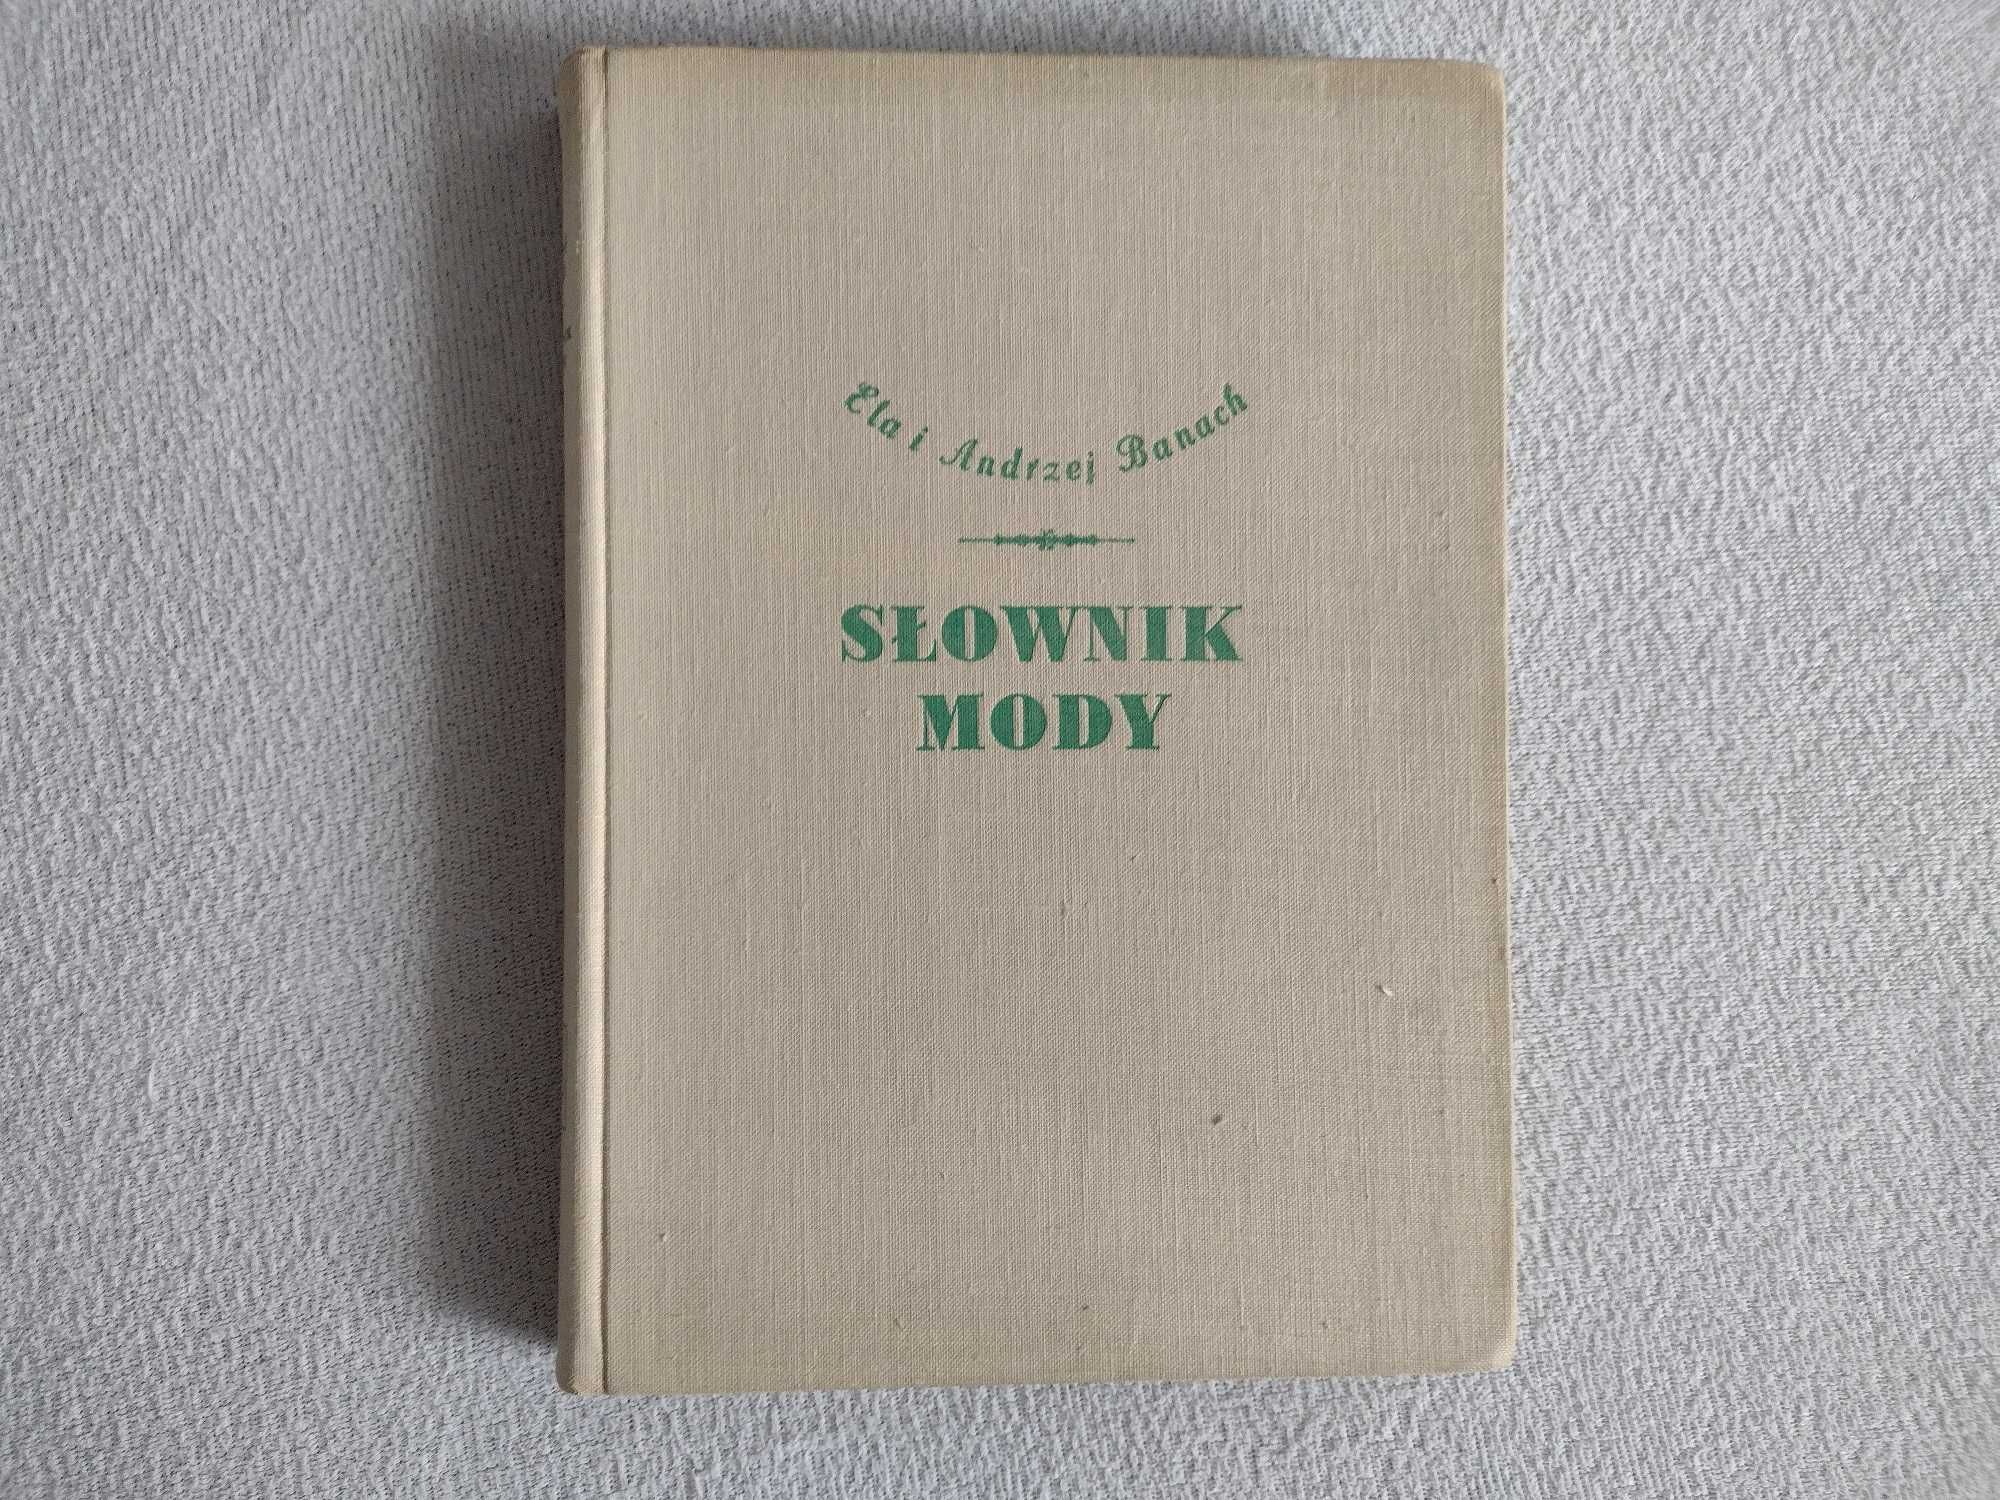 Ela i Andrzej Banach
SŁOWNIK
MODY